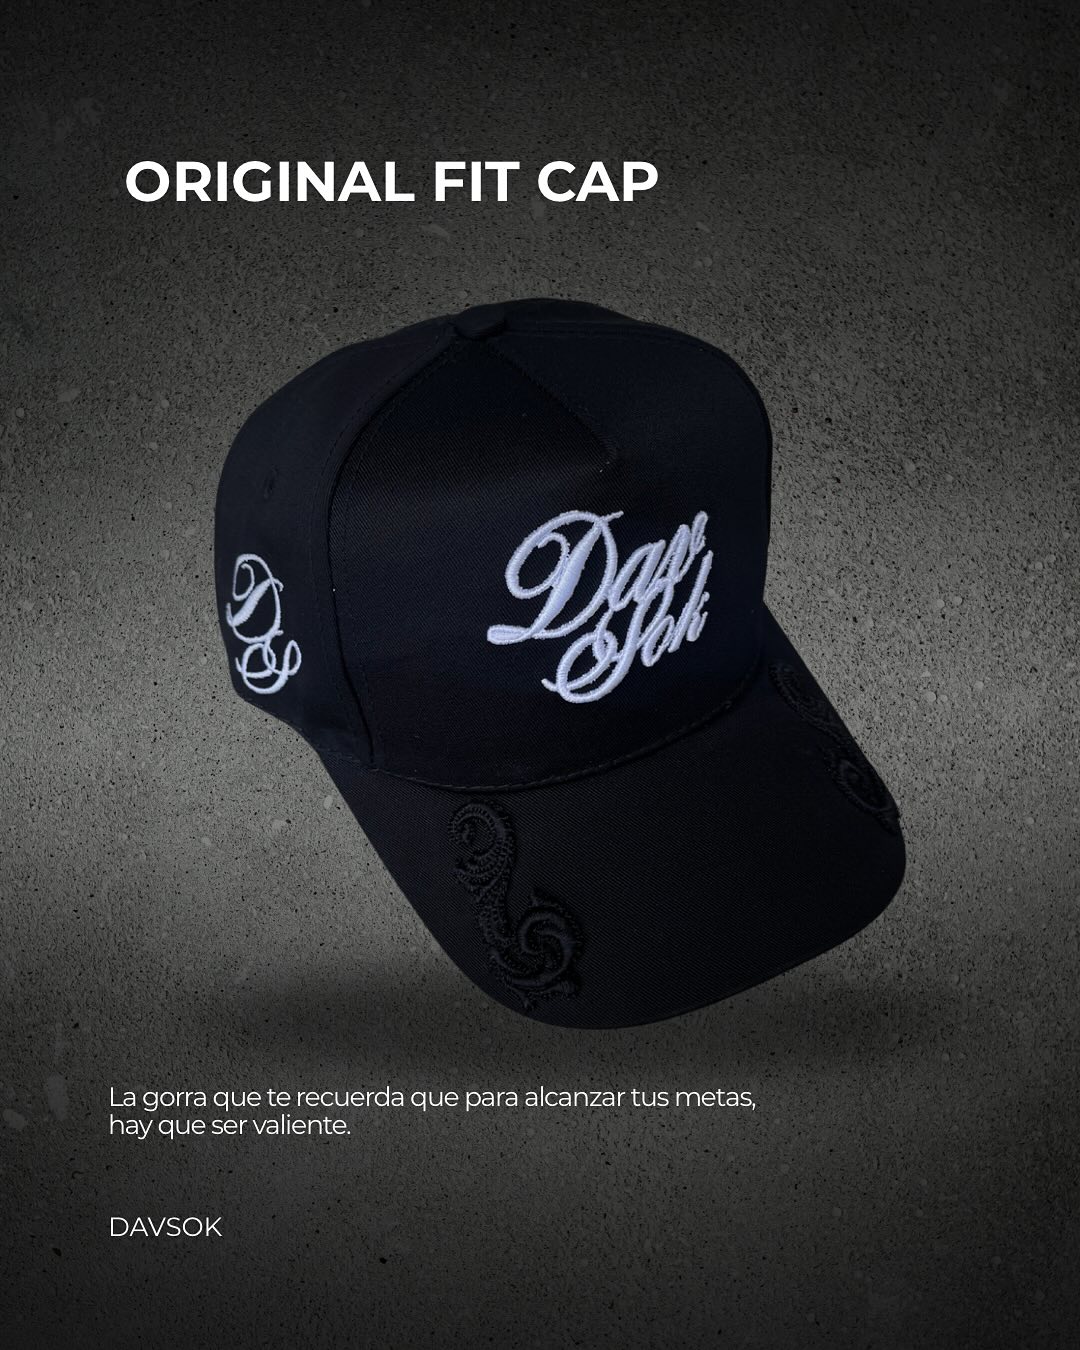 ORIGINAL FIT CAP
Dav
Sok
DS
La gorra que te recuerda que para alcanzar tus metas,
hay que ser valiente.
DAVSOK